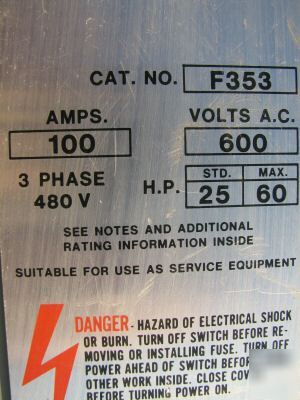 CAT. NO. F353
AMPS. VOLTS A.C.
100 600
3 PHASE
480 V
H.P.
STD. MAX.
25 60
SEE NOTES AND ADDITIONAL
RATING INFORMATION INSIDE
SUITABLE FOR USE AS SERVICE EQUIPMENT
DANGER - HAZARD OF ELECTRICAL SHOCK
OR BURN. TURN OFF SWITCH BEFORE RE-
MOVING OR INSTALLING FUSE. TURN OFF
POWER AHEAD OF SWITCH BEFOR
OTHER WORK INSIDE. CLOSE COV
BEFORE TURNING POWER ON.